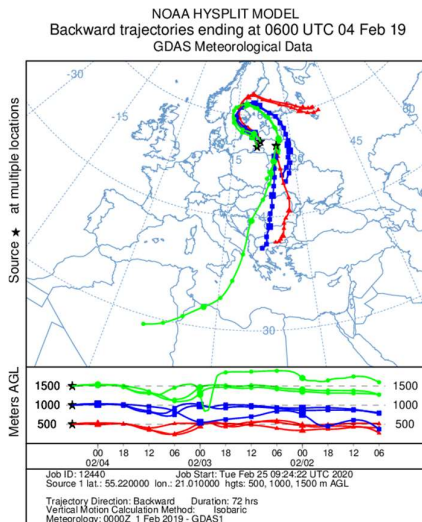 NOAA HYSPLIT MODEL
Backward trajectories ending at 0600 UTC 04 Feb 19
GDAS Meteorological Data
Source ★ at multiple locations
-30
-15
45
30
Meters AGL
1500
1000
500
1500
1000
500
00 18 12 06 00 18 12 06 00 18 12 06
02/04 02/03 02/02
Job ID: 12440 Job Start: Tue Feb 25 09:24:22 UTC 2020
Source 1 lat.: 55.220000 lon.: 21.010000 hgts: 500, 1000, 1500 m AGL
Trajectory Direction: Backward Duration: 72 hrs
Vertical Motion Calculation Method: Isobaric
Meteorology: 0000Z 1 Feb 2019 - GDAS1